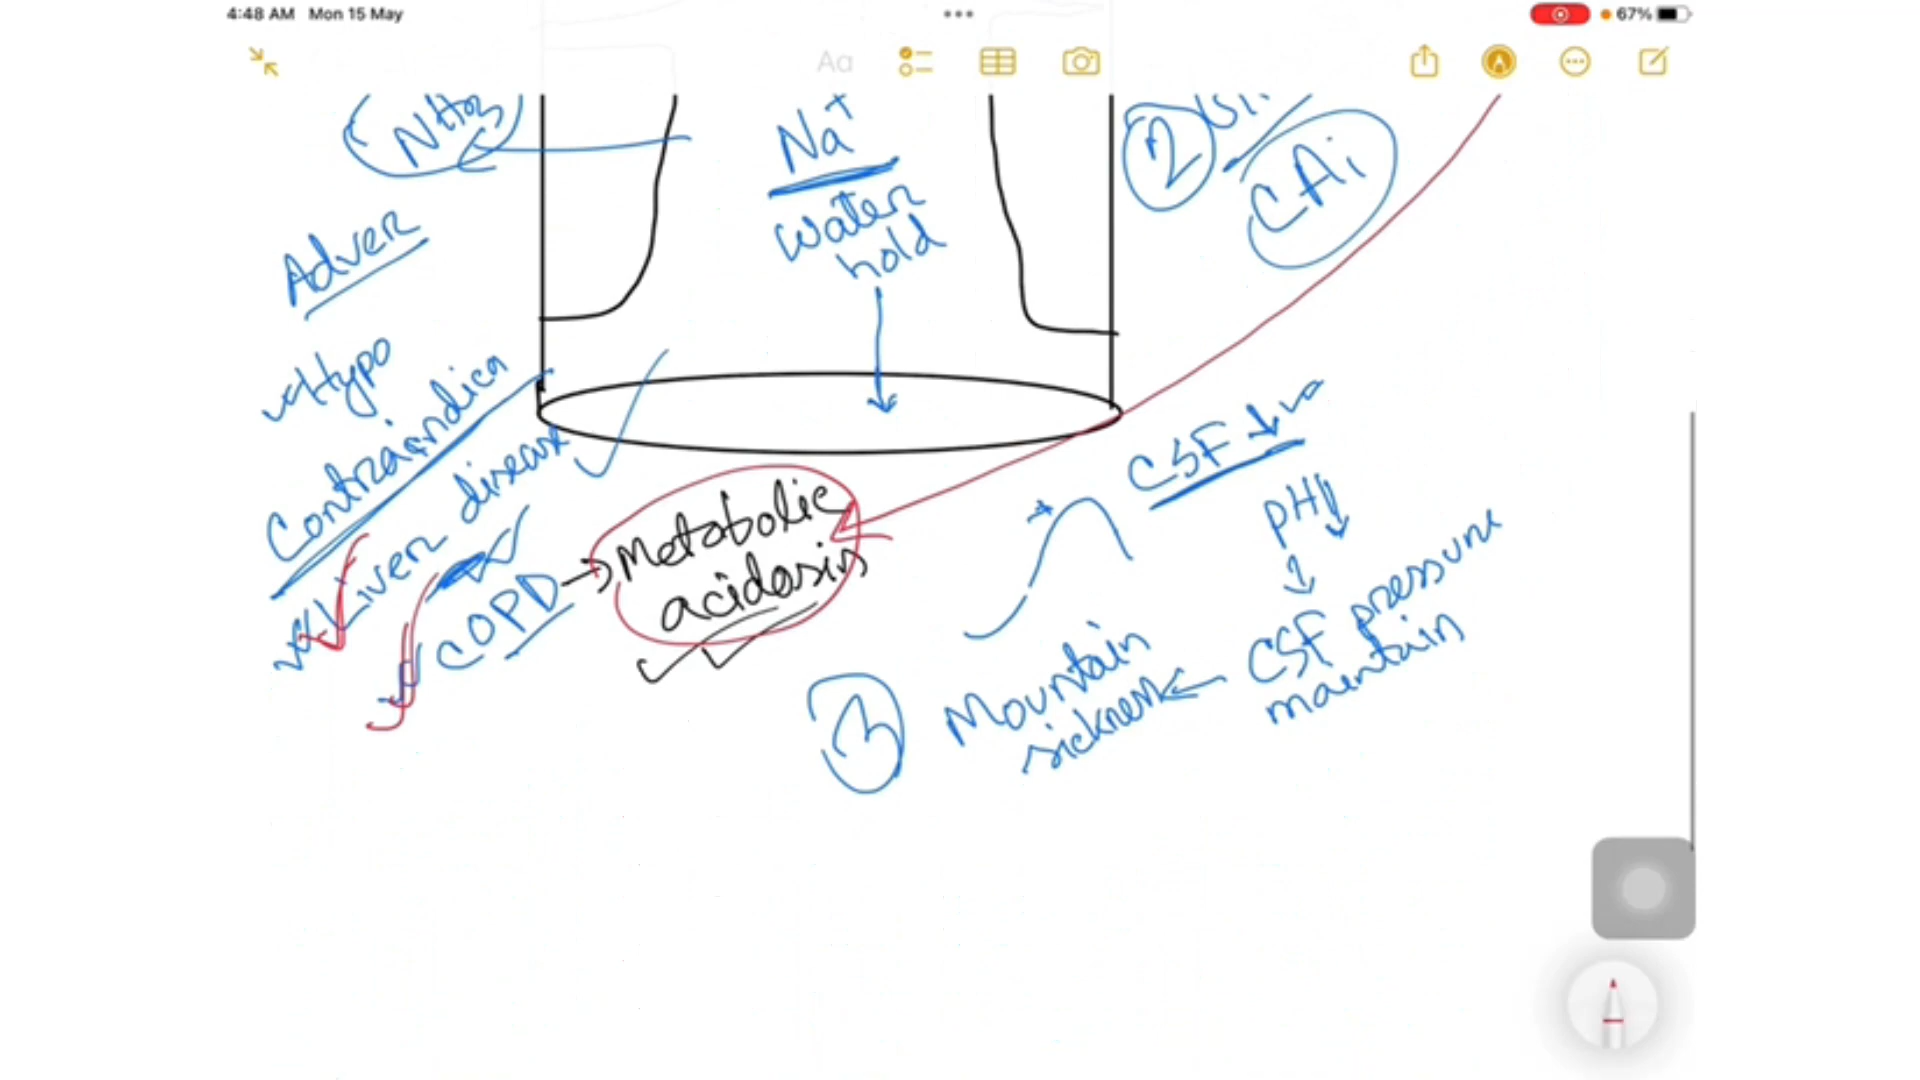 4:48 AM Mon 15 May
67%
Aa
Na+
Water
hold
2
CAi
Adver
Hypo
Contraindica
Liver disease
COPD → Metabolic
acidosis
CSF ↓
pH↓
↓
CSF pressure
maintain
← Mountain
sickness
3